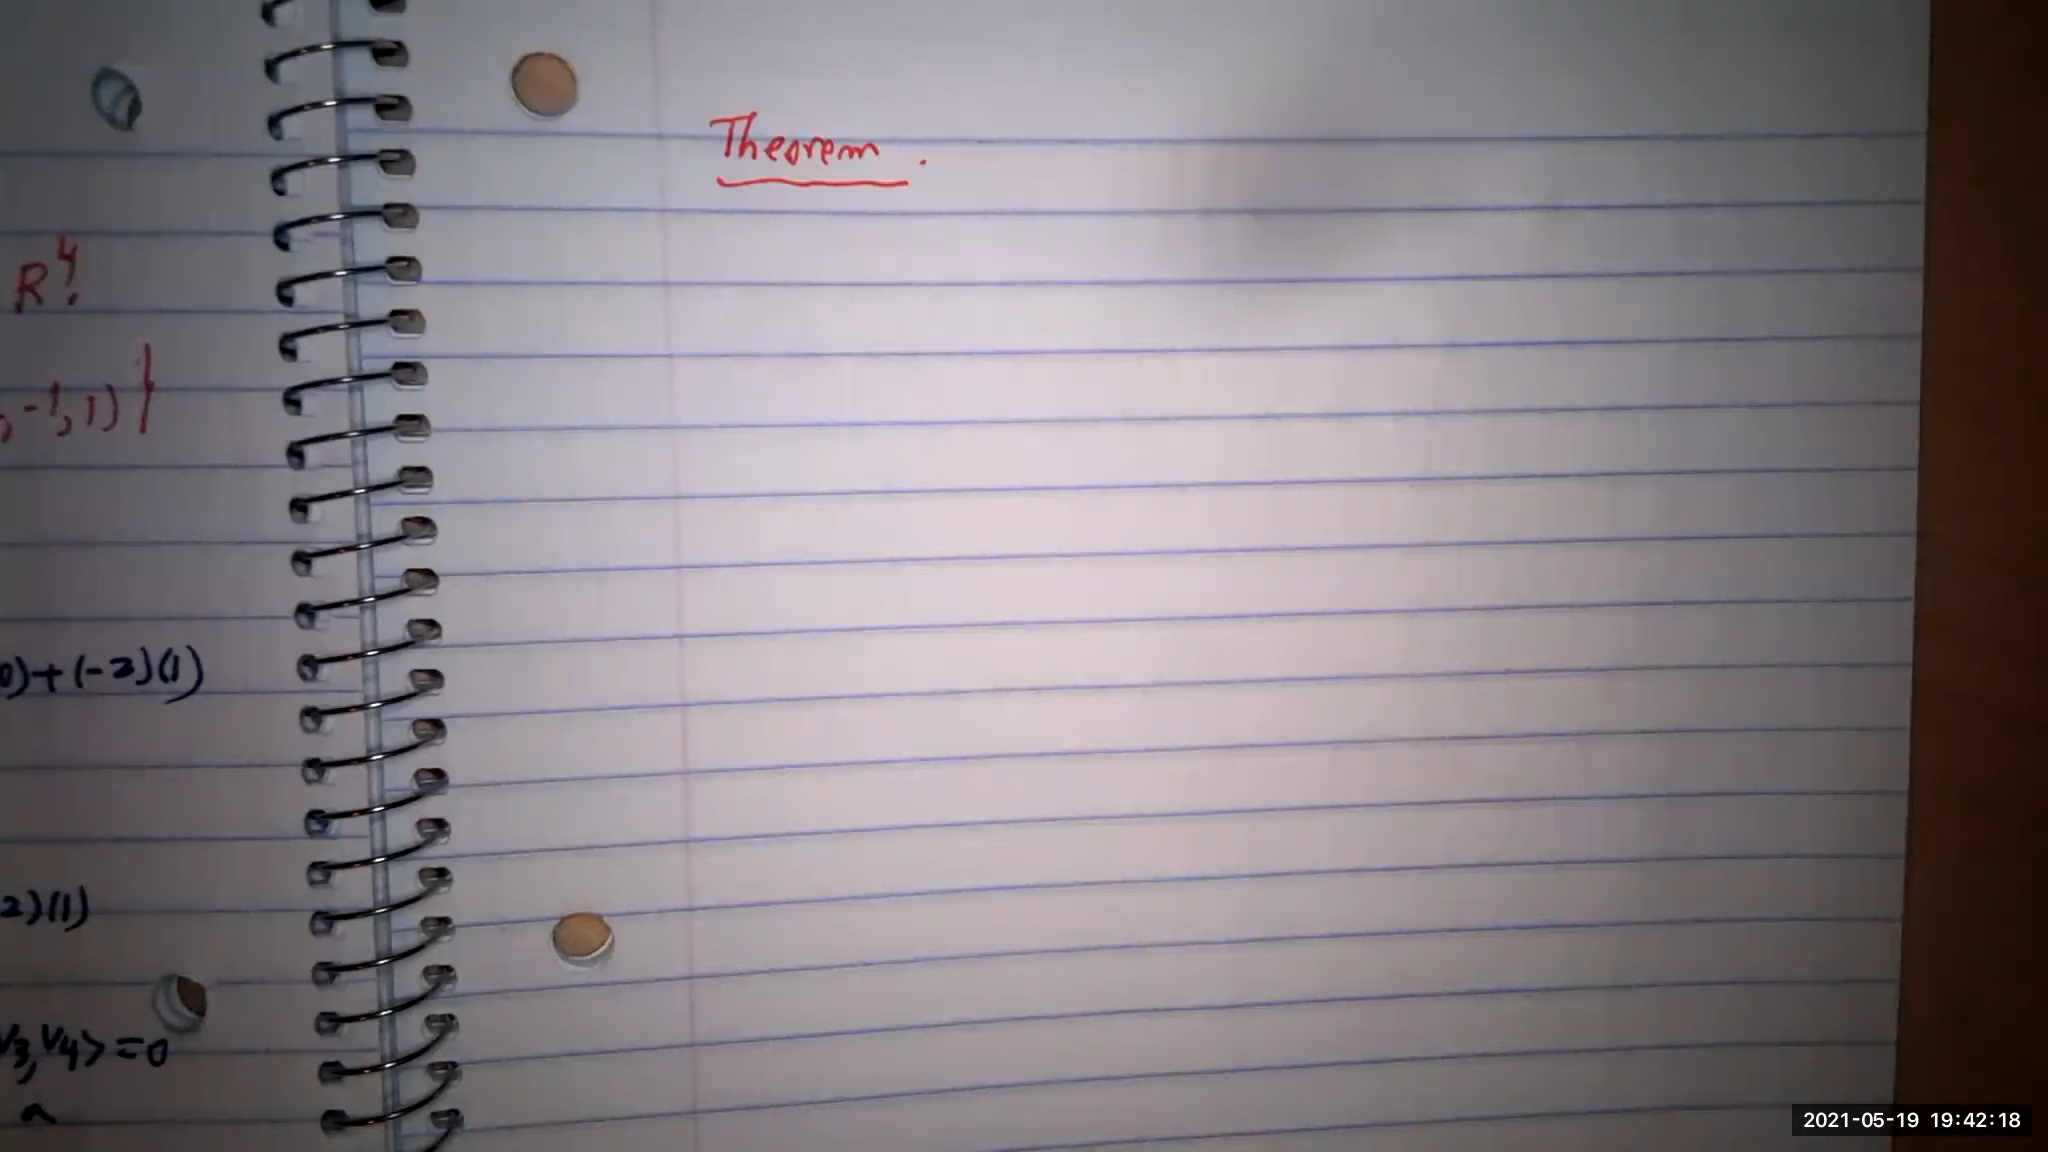 R4?
, -1, 1) }
0) + (-2)(1)
2)(1)
V3, V4> = 0
Theorem.
2021-05-19 19:42:18